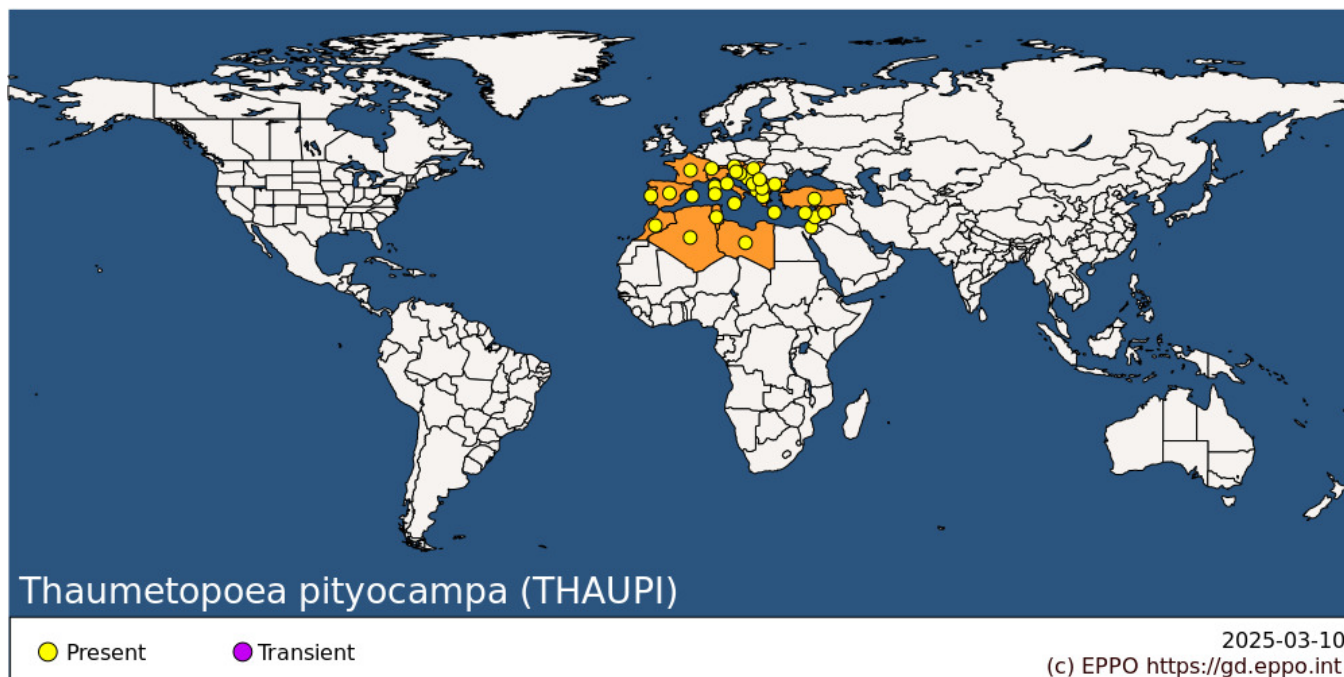 Thaumetopoea pityocampa (THAUPI)
Present
Transient
2025-03-10
(c) EPPO https://gd.eppo.int